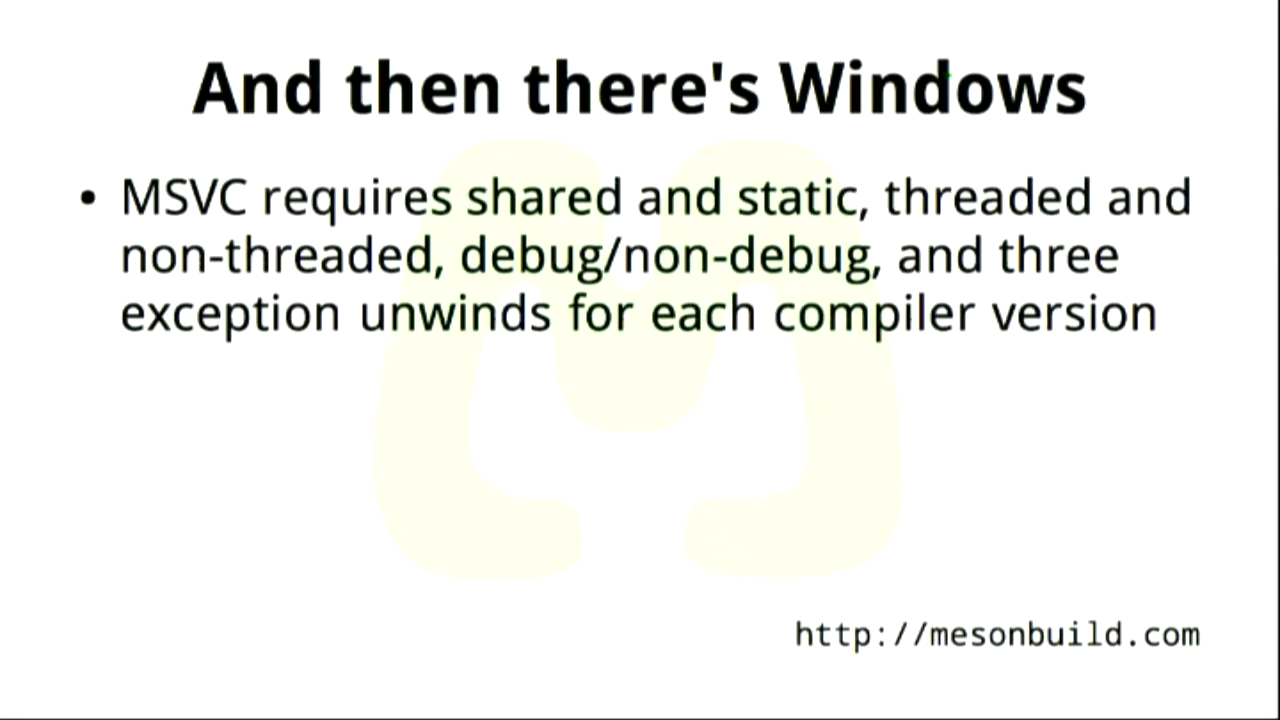 And then there's Windows
• MSVC requires shared and static, threaded and
non-threaded, debug/non-debug, and three
exception unwinds for each compiler version
http://mesonbuild.com